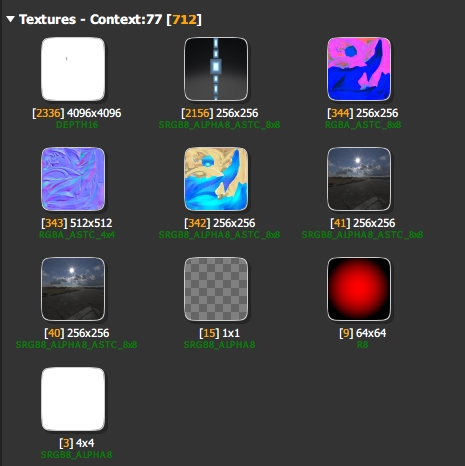 Textures - Context:77 [712]
[2336] 4096x4096
DEPTH16
[2156] 256x256
SRGB8_ALPHA8_ASTC_8x8
[344] 256x256
RGBA_ASTC_8x8
[343] 512x512
RGBA_ASTC_4x4
[342] 256x256
SRGB8_ALPHA8_ASTC_8x8
[41] 256x256
SRGB8_ALPHA8_ASTC_8x8
[40] 256x256
SRGB8_ALPHA8_ASTC_8x8
[15] 1x1
SRGB8_ALPHA8
[9] 64x64
R8
[3] 4x4
SRGB8_ALPHA8